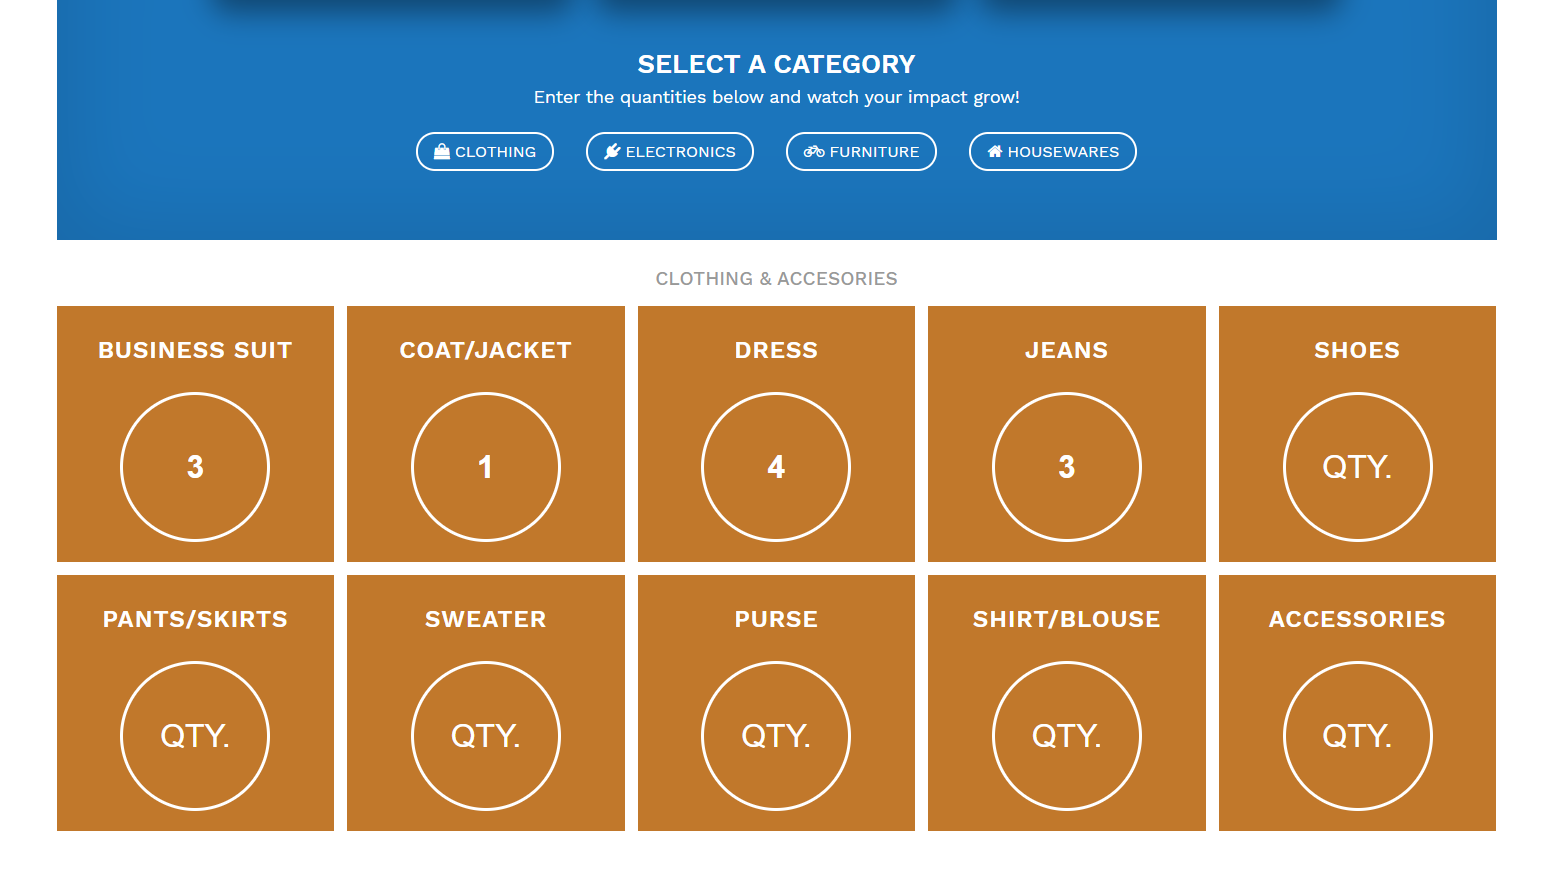 SELECT A CATEGORY
Enter the quantities below and watch your impact grow!
CLOTHING ELECTRONICS FURNITURE HOUSEWARES
CLOTHING & ACCESORIES
BUSINESS SUIT COAT/JACKET DRESS JEANS SHOES
3 1 4 3 QTY.
PANTS/SKIRTS SWEATER PURSE SHIRT/BLOUSE ACCESSORIES
QTY. QTY. QTY. QTY. QTY.